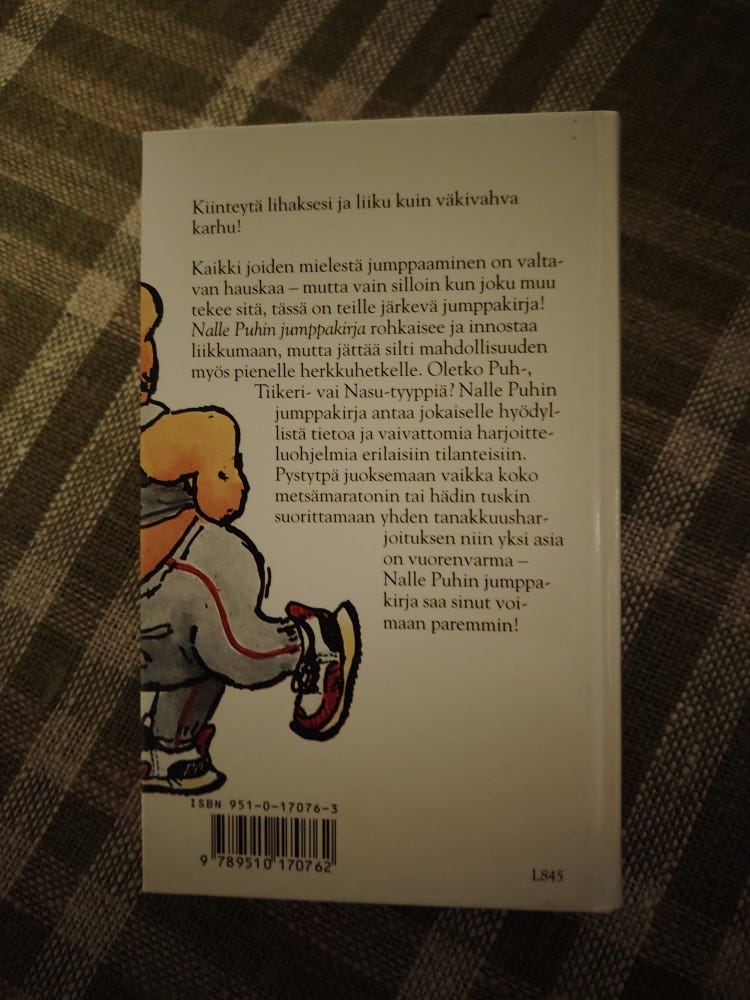 Kiinteytä lihaksesi ja liiku kuin väkivahva
karhu!
Kaikki joiden mielestä jumppaaminen on valta-
van hauskaa – mutta vain silloin kun joku muu
tekee sitä, tässä on teille järkevä jumppakirja!
Nalle Puhin jumppakirja rohkaisee ja innostaa
liikkumaan, mutta jättää silti mahdollisuuden
myös pienelle herkkuhetkelle. Oletko Puh-,
Tiikeri- vai Nasu-tyyppiä? Nalle Puhin
jumppakirja antaa jokaiselle hyödyl-
listä tietoa ja vaivattomia harjoitte-
luohjelmia erilaisiin tilanteisiin.
Pystytpä juoksemaan vaikka koko
metsämaratonin tai hädin tuskin
suorittamaan yhden tanakkuushar-
joituksen niin yksi asia
on vuorenvarma –
Nalle Puhin jumppa-
kirja saa sinut voi-
maan paremmin!
ISBN 951-0-17076-3
9 789510 170762
L845